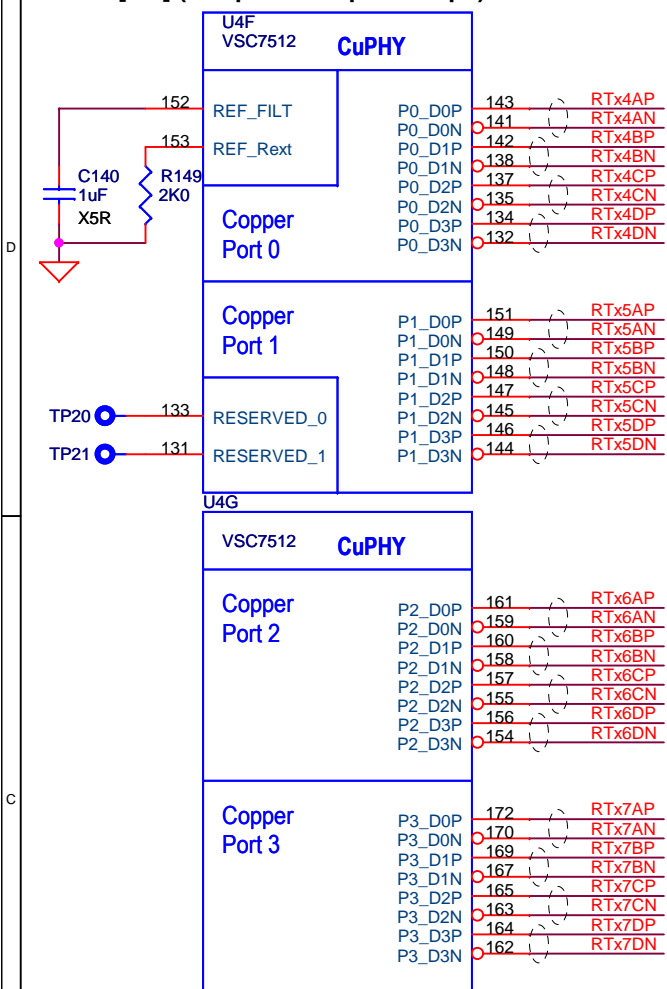 U4F
VSC7512 CuPHY
152 REF_FILT
153 REF_Rext
C140
1uF
X5R
R149
2K0
Copper
Port 0
P0_D0P 143 RTx4AP
P0_D0N 141 RTx4AN
P0_D1P 142 RTx4BP
P0_D1N 138 RTx4BN
P0_D2P 137 RTx4CP
P0_D2N 135 RTx4CN
P0_D3P 134 RTx4DP
P0_D3N 132 RTx4DN
D
Copper
Port 1
P1_D0P 151 RTx5AP
P1_D0N 149 RTx5AN
P1_D1P 150 RTx5BP
P1_D1N 148 RTx5BN
P1_D2P 147 RTx5CP
P1_D2N 145 RTx5CN
P1_D3P 146 RTx5DP
P1_D3N 144 RTx5DN
TP20 133 RESERVED_0
TP21 131 RESERVED_1
U4G
VSC7512 CuPHY
Copper
Port 2
P2_D0P 161 RTx6AP
P2_D0N 159 RTx6AN
P2_D1P 160 RTx6BP
P2_D1N 158 RTx6BN
P2_D2P 157 RTx6CP
P2_D2N 155 RTx6CN
P2_D3P 156 RTx6DP
P2_D3N 154 RTx6DN
C
Copper
Port 3
P3_D0P 172 RTx7AP
P3_D0N 170 RTx7AN
P3_D1P 169 RTx7BP
P3_D1N 167 RTx7BN
P3_D2P 165 RTx7CP
P3_D2N 163 RTx7CN
P3_D3P 164 RTx7DP
P3_D3N 162 RTx7DN